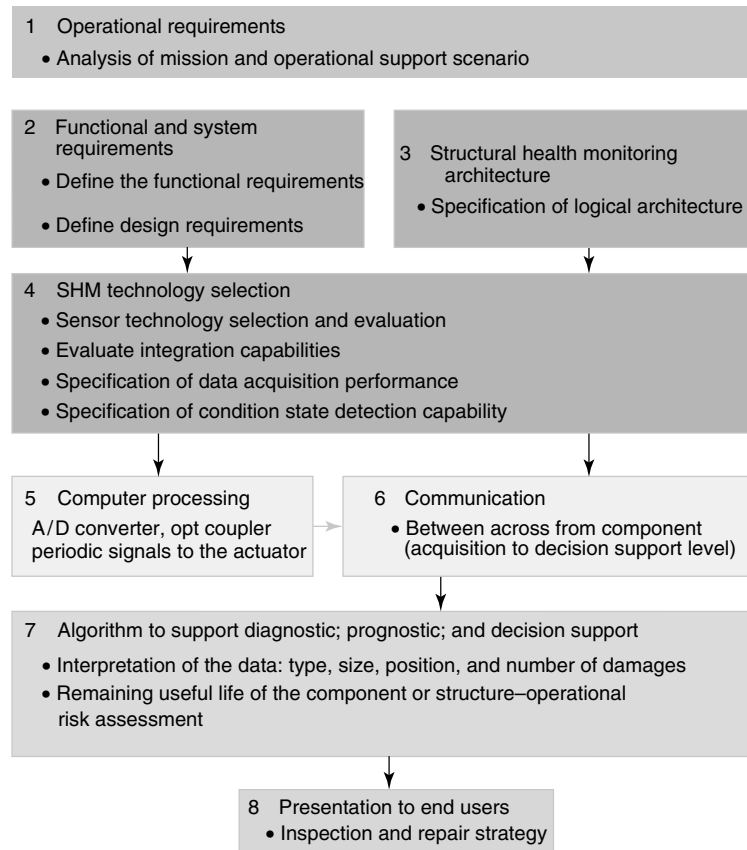 1 Operational requirements
• Analysis of mission and operational support scenario
2 Functional and system
requirements
• Define the functional requirements
• Define design requirements
3 Structural health monitoring
architecture
• Specification of logical architecture
4 SHM technology selection
• Sensor technology selection and evaluation
• Evaluate integration capabilities
• Specification of data acquisition performance
• Specification of condition state detection capability
5 Computer processing
A/D converter, opt coupler
periodic signals to the actuator
6 Communication
• Between across from component
(acquisition to decision support level)
7 Algorithm to support diagnostic; prognostic; and decision support
• Interpretation of the data: type, size, position, and number of damages
• Remaining useful life of the component or structure–operational
risk assessment
8 Presentation to end users
• Inspection and repair strategy